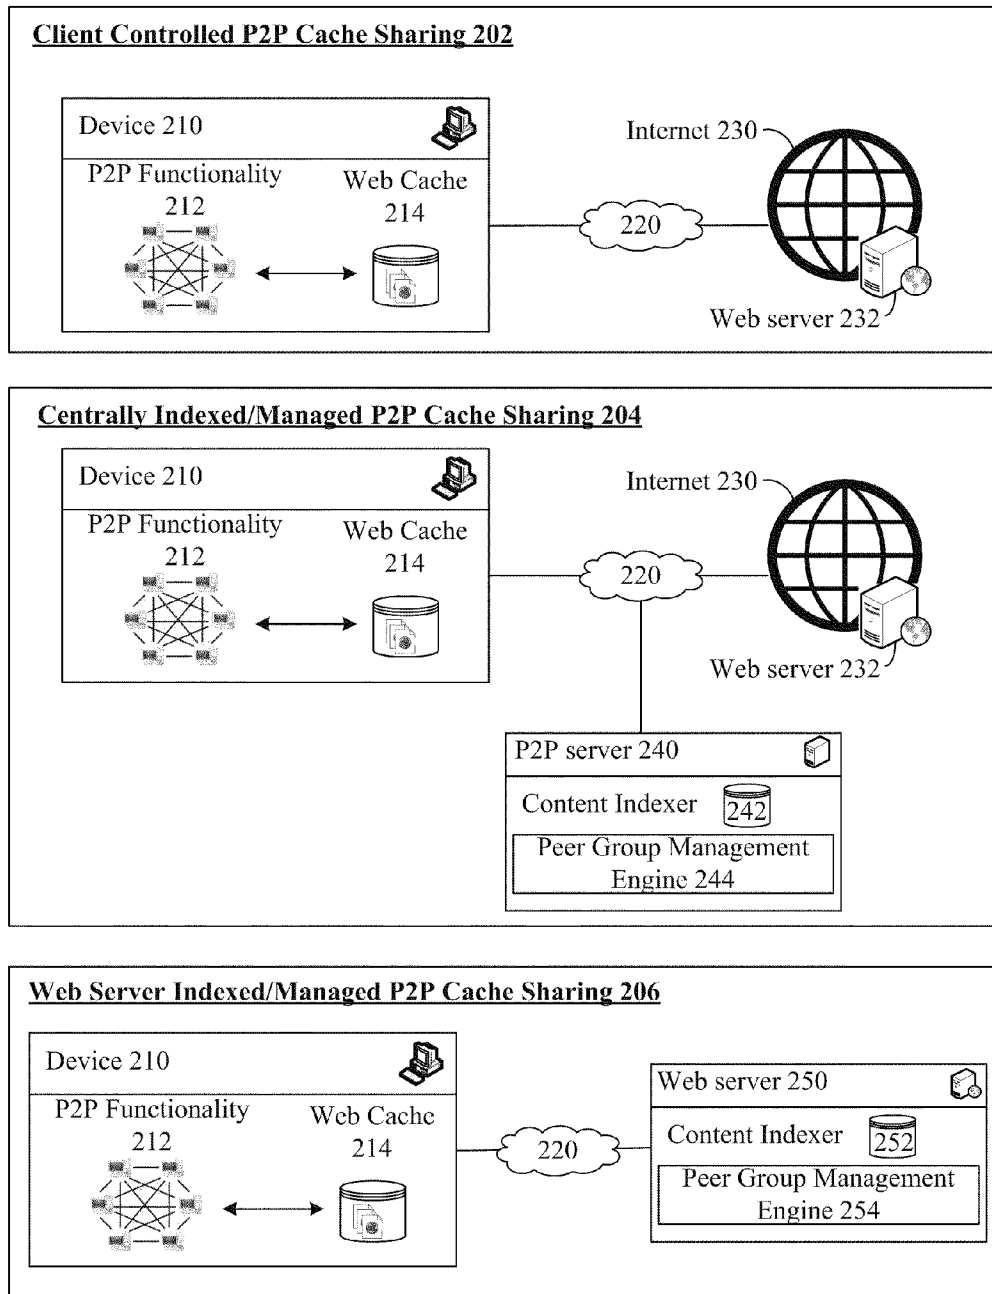 Client Controlled P2P Cache Sharing 202
Device 210
P2P Functionality
212
Web Cache
214
220
Internet 230
Web server 232
Centrally Indexed/Managed P2P Cache Sharing 204
Device 210
P2P Functionality
212
Web Cache
214
220
Internet 230
Web server 232
P2P server 240
Content Indexer
242
Peer Group Management
Engine 244
Web Server Indexed/Managed P2P Cache Sharing 206
Device 210
P2P Functionality
212
Web Cache
214
220
Web server 250
Content Indexer
252
Peer Group Management
Engine 254